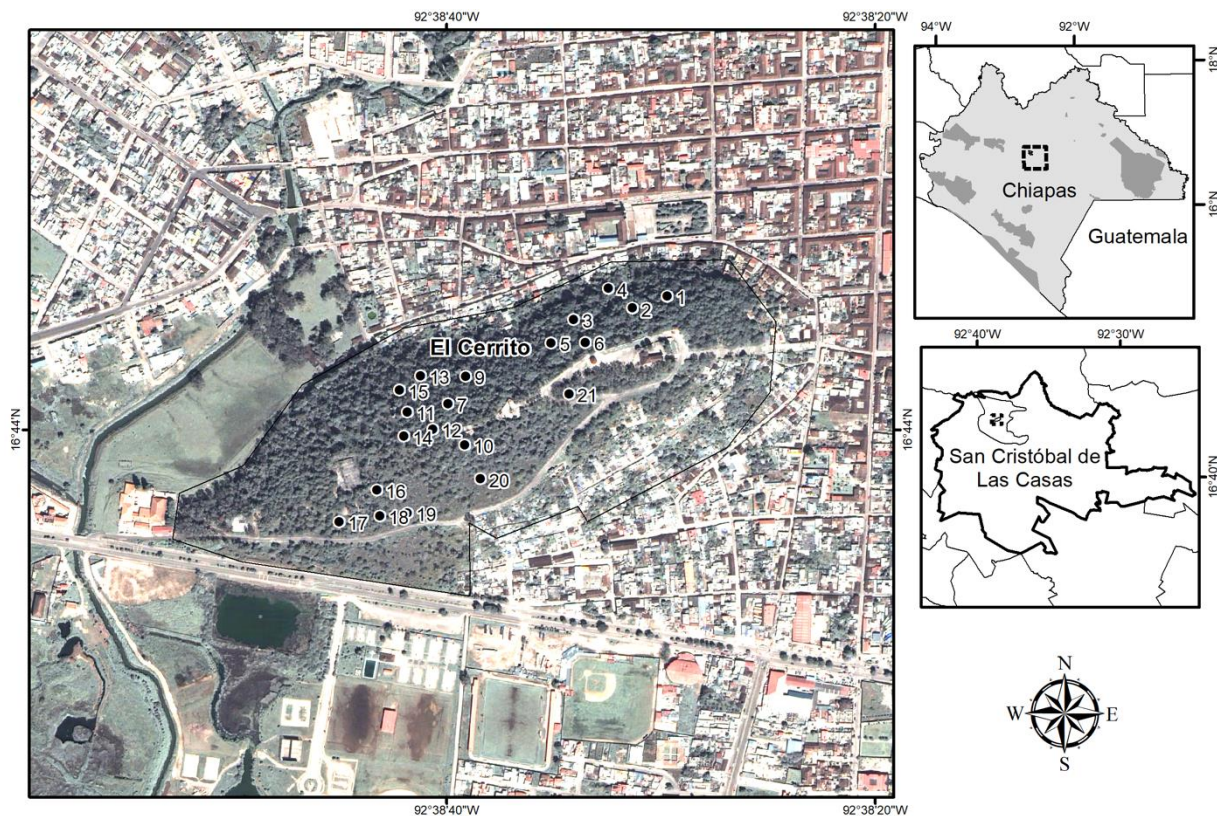 92°38'40"W
92°38'20"W
4
1
2
3
5
6
El Cerrito
13
9
15
21
7
11
12
14
10
20
16
18
19
17
16°44'N
16°44'N
92°38'40"W
92°38'20"W
94°W
92°W
18°N
Chiapas
16°N
Guatemala
92°40'W
92°30'W
San Cristóbal de
Las Casas
16°40'N
N
W
E
S